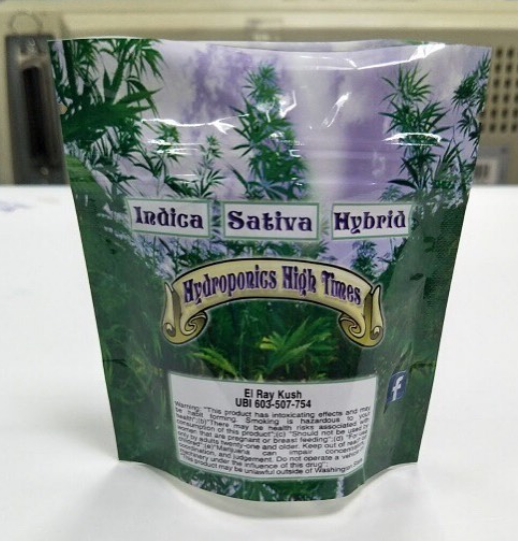 Indica Sativa Hybrid
Hydroponics High Times
El Ray Kush
UBI 603-507-754
Warning: "This product has intoxicating effects and may
be habit forming. Smoking is hazardous to your
health";(b)"There may be health risks associated with
consumption of this product";(c) "Should not be used by
women that are pregnant or breast feeding";(d) "For use
only by adults twenty-one and older. Keep out of reach of
children";(e)"Marijuana can impair concentration,
coordination, and judgement. Do not operate a vehicle or
machinery under the influence of this drug".
"The product may be unlawful outside of Washington State
f